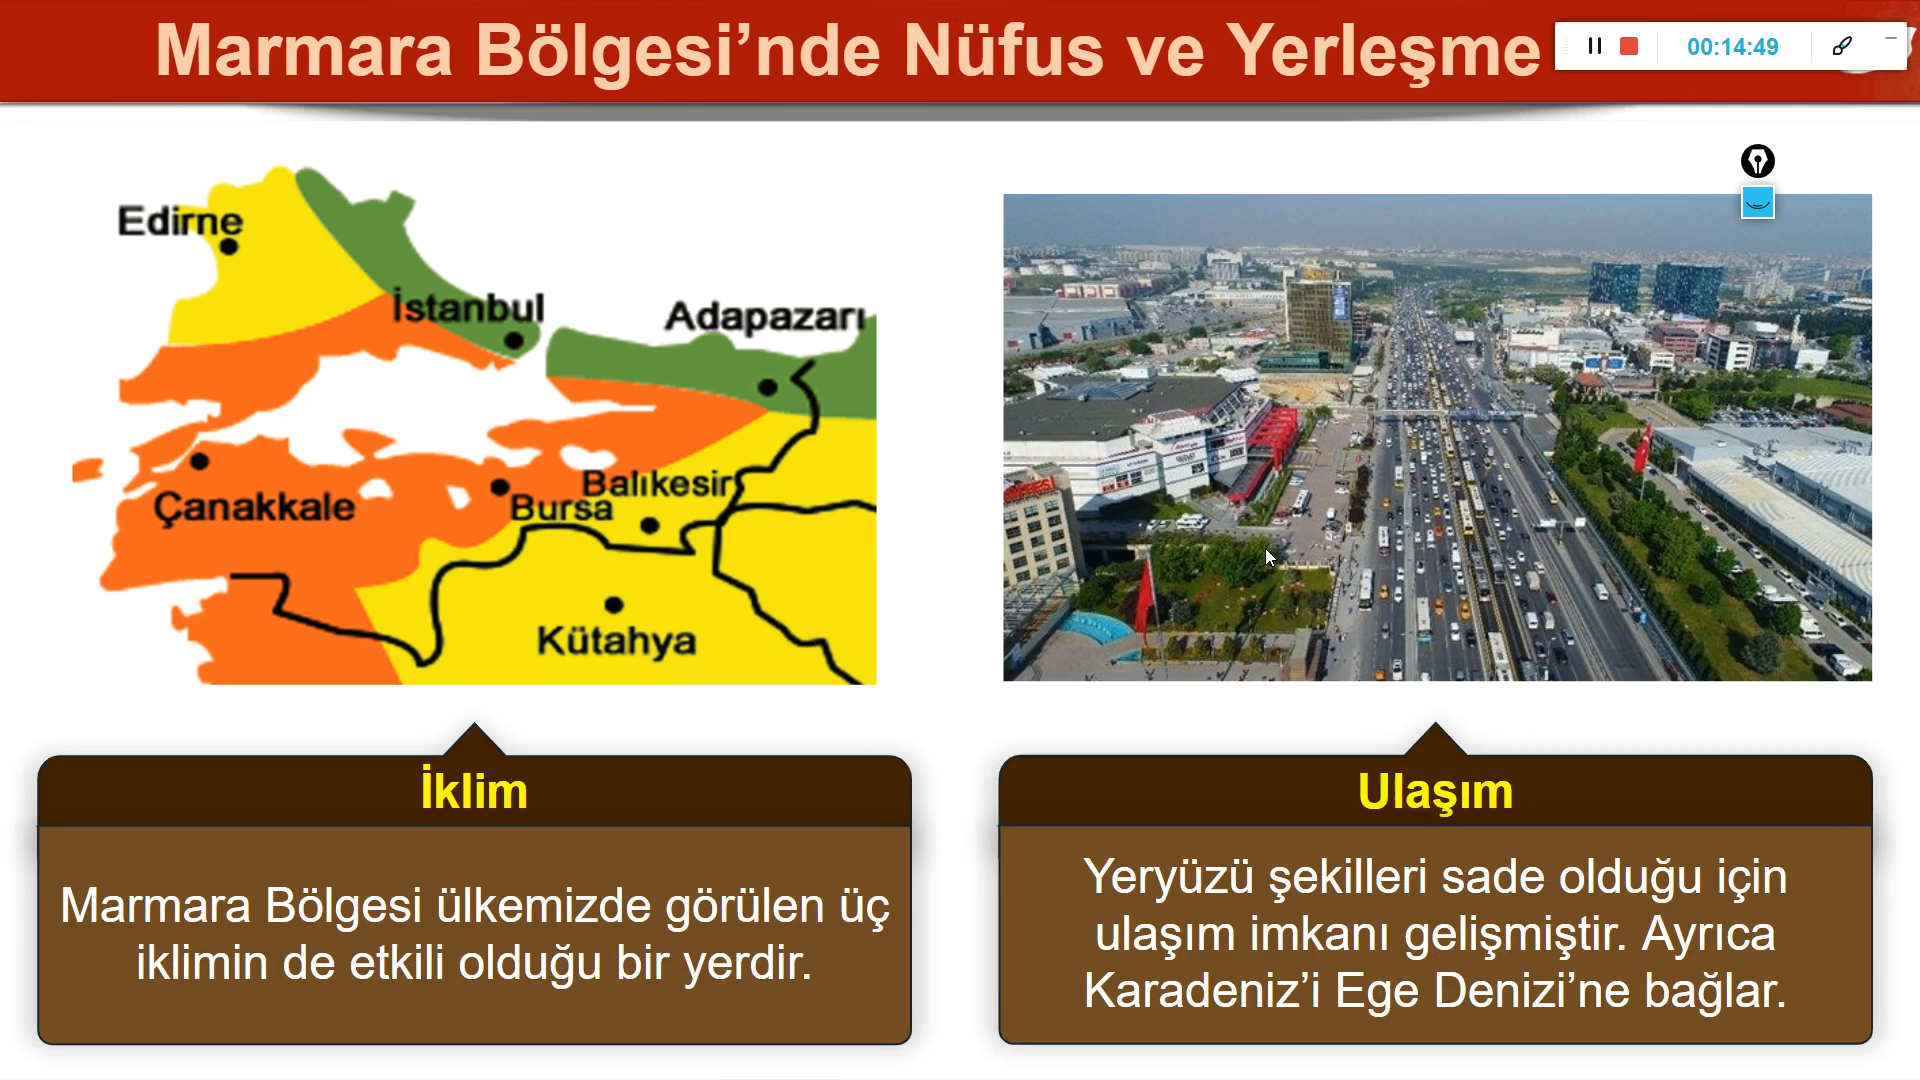 Marmara Bölgesi’nde Nüfus ve Yerleşme
00:14:49
Edirne
İstanbul
Adapazarı
Çanakkale
Balıkesir
Bursa
Kütahya
İklim
Marmara Bölgesi ülkemizde görülen üç
iklimin de etkili olduğu bir yerdir.
Ulaşım
Yeryüzü şekilleri sade olduğu için
ulaşım imkanı gelişmiştir. Ayrıca
Karadeniz’i Ege Denizi’ne bağlar.